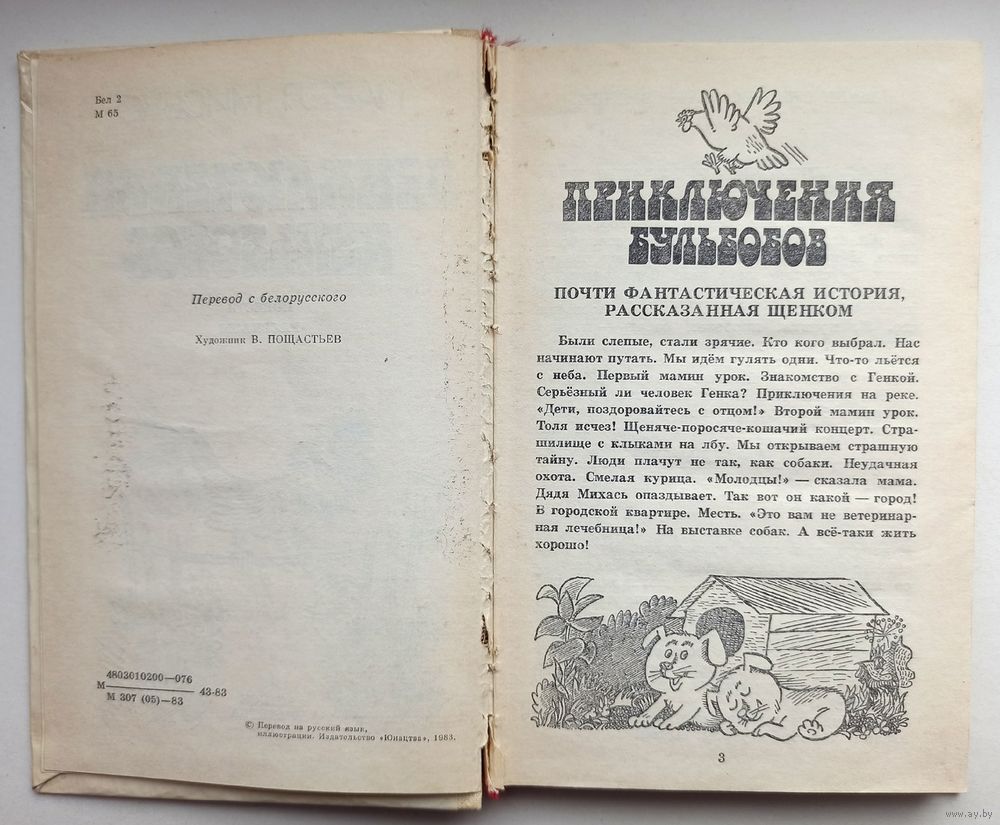 Бел 2
М 65
Перевод с белорусского
Художник В. ПОЩАСТЬЕВ
4803010200—076
М 43-83
М 307 (05)—83
© Перевод на русский язык,
иллюстрации. Издательство «Юнацтва», 1983.
ПРИКЛЮЧЕНИЯ
БУЛЬБОБОВ
ПОЧТИ ФАНТАСТИЧЕСКАЯ ИСТОРИЯ,
РАССКАЗАННАЯ ЩЕНКОМ
Были слепые, стали зрячие. Кто кого выбрал. Нас
начинают путать. Мы идём гулять одни. Что-то льётся
с неба. Первый мамин урок. Знакомство с Генкой.
Серьёзный ли человек Генка? Приключения на реке.
«Дети, поздоровайтесь с отцом!» Второй мамин урок.
Толя исчез! Щеняче-поросяче-кошачий концерт. Стра-
шилище с клыками на лбу. Мы открываем страшную
тайну. Люди плачут не так, как собаки. Неудачная
охота. Смелая курица. «Молодцы!» — сказала мама.
Дядя Михась опаздывает. Так вот он какой — город!
В городской квартире. Месть. «Это вам не ветеринар-
ная лечебница!» На выставке собак. А всё-таки жить
хорошо!
3
www.ay.by